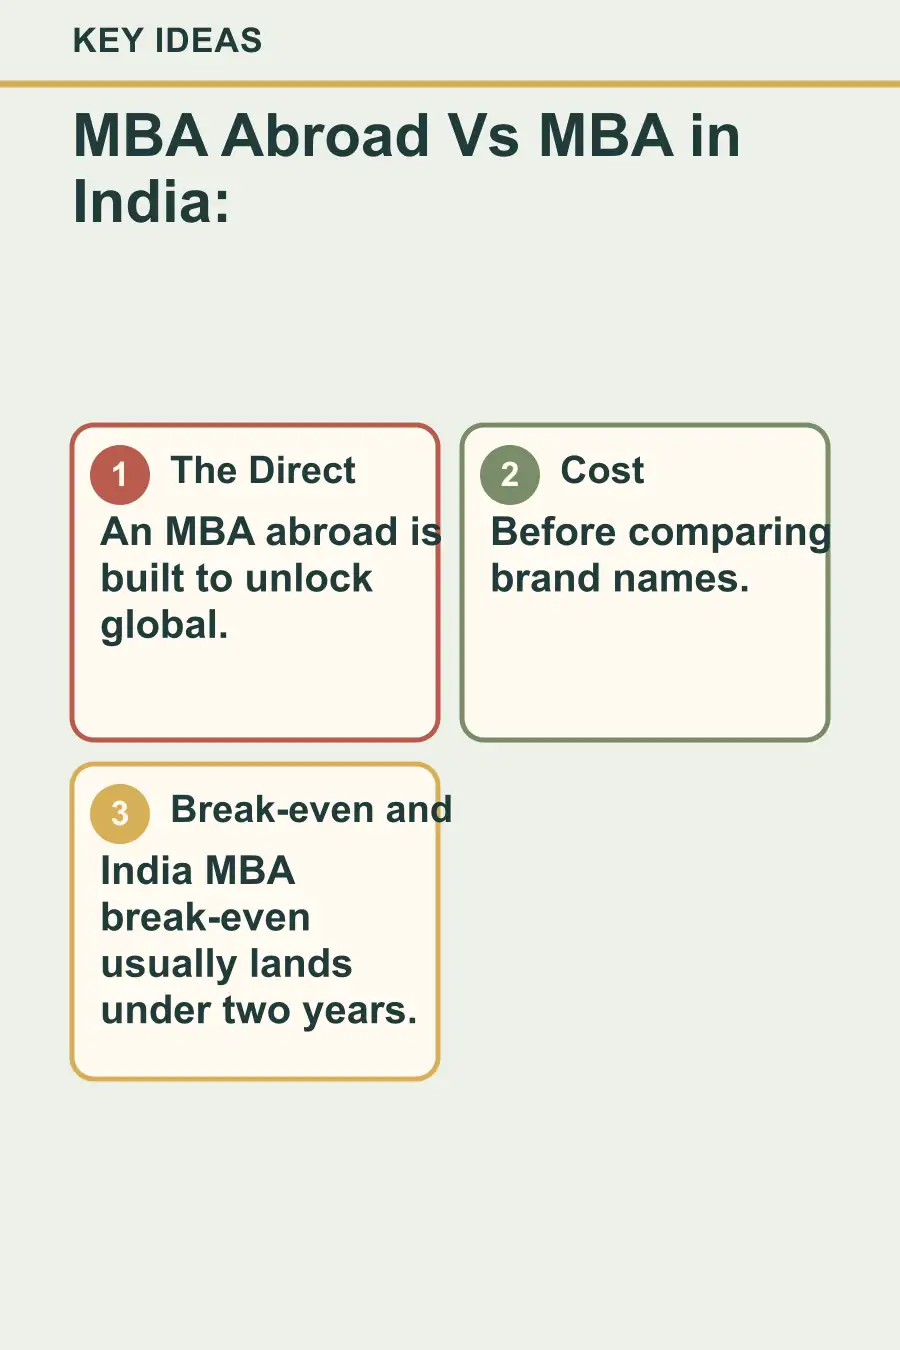 KEY IDEAS
MBA Abroad Vs MBA in
India:
1 The Direct
An MBA abroad is
built to unlock
global.
2 Cost
Before comparing
brand names.
3 Break-even and
India MBA
break-even
usually lands
under two years.